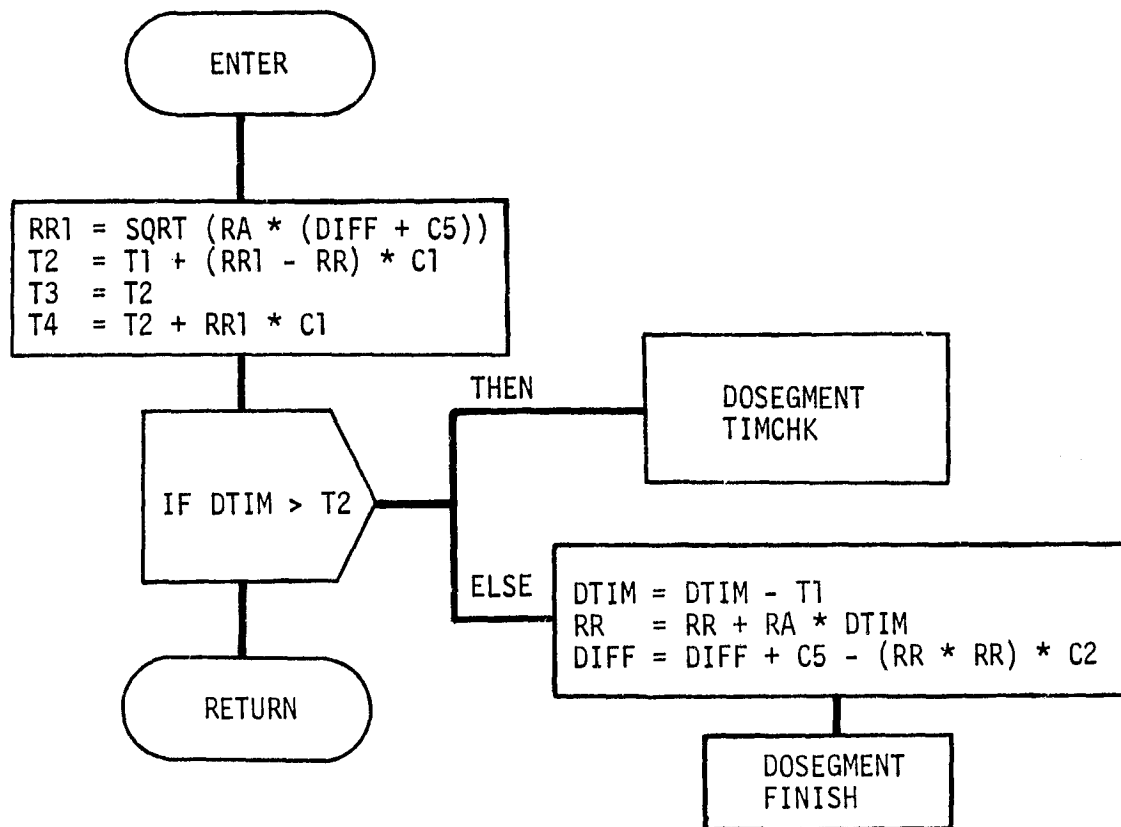 ENTER
RR1 = SQRT (RA * (DIFF + C5))
T2 = T1 + (RR1 - RR) * C1
T3 = T2
T4 = T2 + RR1 * C1
IF DTIM > T2
THEN
DOSEGMENT
TIMCHK
ELSE
DTIM = DTIM - T1
RR = RR + RA * DTIM
DIFF = DIFF + C5 - (RR * RR) * C2
DOSEGMENT
FINISH
RETURN